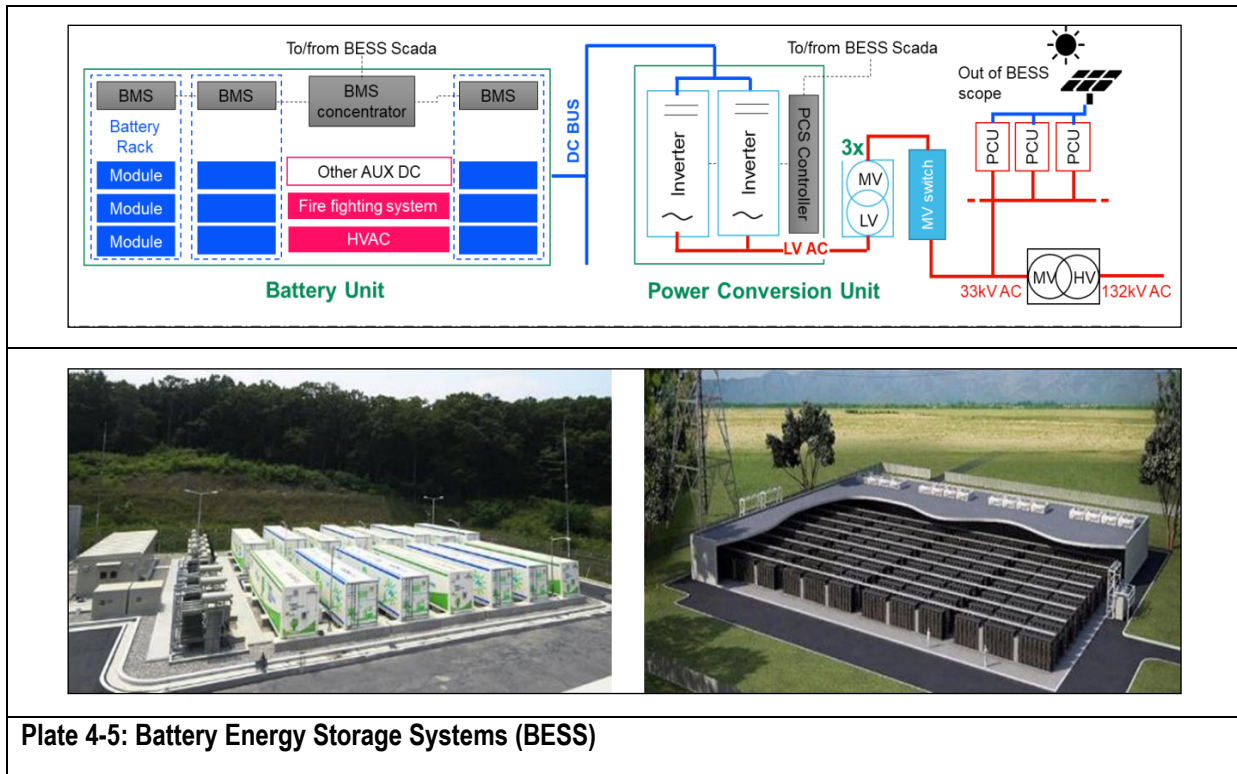 To/from BESS Scada
To/from BESS Scada
Out of BESS
scope
BMS
BMS
BMS
concentrator
BMS
Battery
Rack
Module
Module
Module
Other AUX DC
Fire fighting system
HVAC
Battery Unit
DC BUS
Inverter
Inverter
PCS Controller
LV AC
Power Conversion Unit
3x
MV
LV
MV switch
PCU
PCU
PCU
33kV AC
MV
HV
132kV AC
Plate 4-5: Battery Energy Storage Systems (BESS)